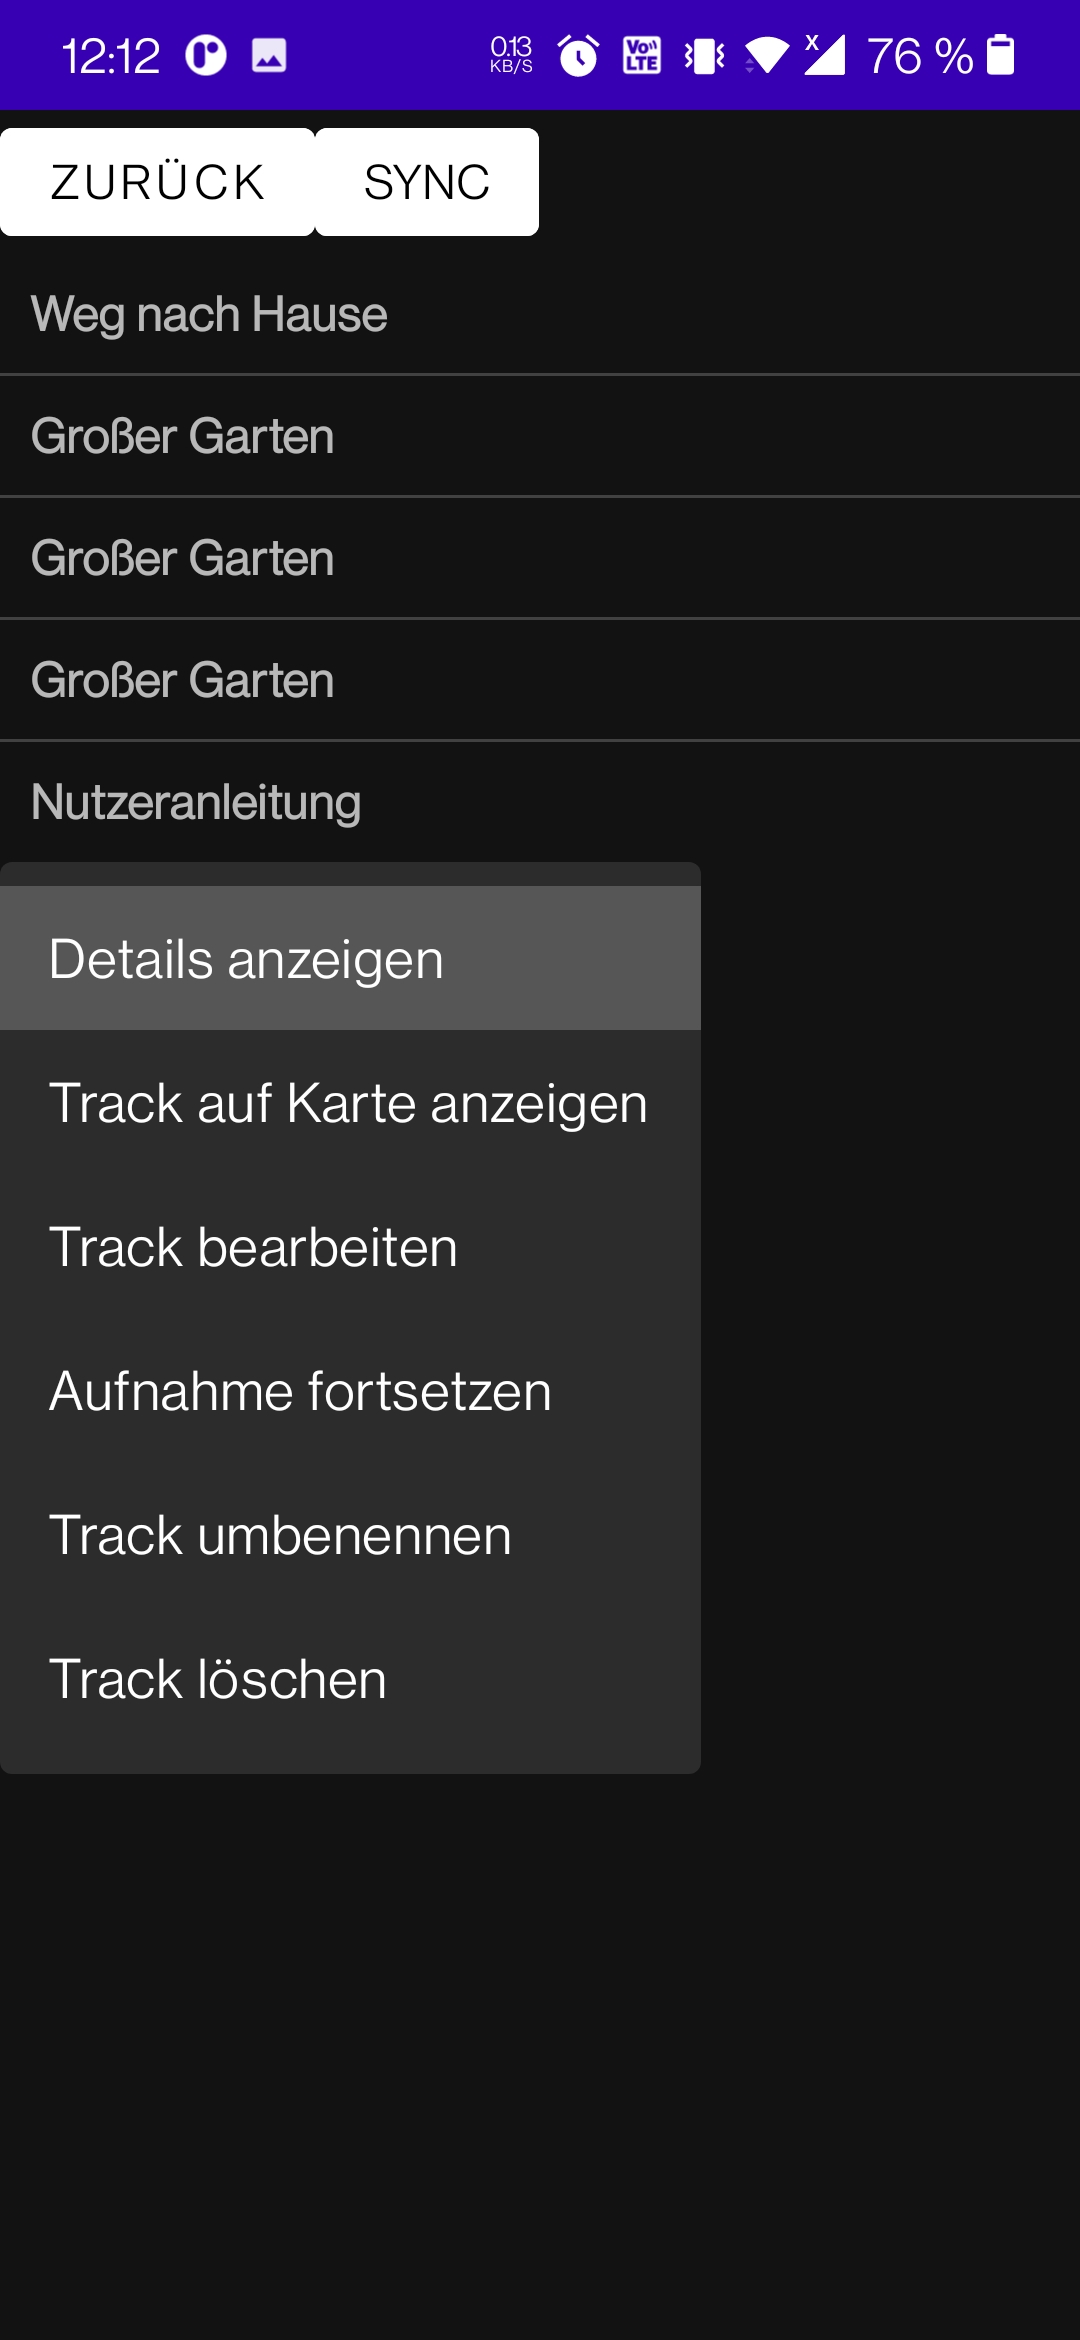 12:12 0.13 KB/S Vo LTE X 76 %
ZURÜCK SYNC
Weg nach Hause
Großer Garten
Großer Garten
Großer Garten
Nutzeranleitung
Details anzeigen
Track auf Karte anzeigen
Track bearbeiten
Aufnahme fortsetzen
Track umbenennen
Track löschen